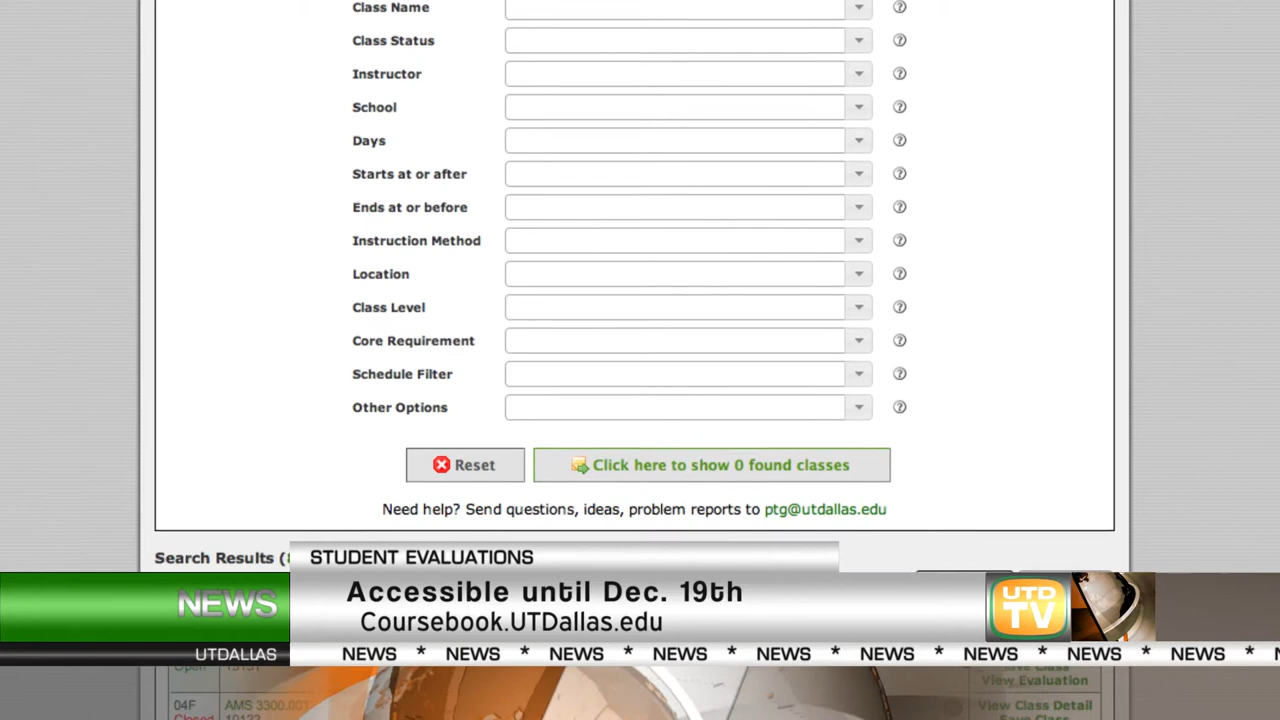 Class Name
Class Status
Instructor
School
Days
Starts at or after
Ends at or before
Instruction Method
Location
Class Level
Core Requirement
Schedule Filter
Other Options
Reset
Click here to show 0 found classes
Need help? Send questions, ideas, problem reports to ptg@utdallas.edu
Search Results (
STUDENT EVALUATIONS
NEWS
Accessible until Dec. 19th
Coursebook.UTDallas.edu
UTD
TV
UTDALLAS
NEWS * NEWS * NEWS * NEWS * NEWS * NEWS * NEWS * NEWS * NEWS *
Open
View Evaluation
04F AMS 3300.001 View Class Detail
Closed Save Class